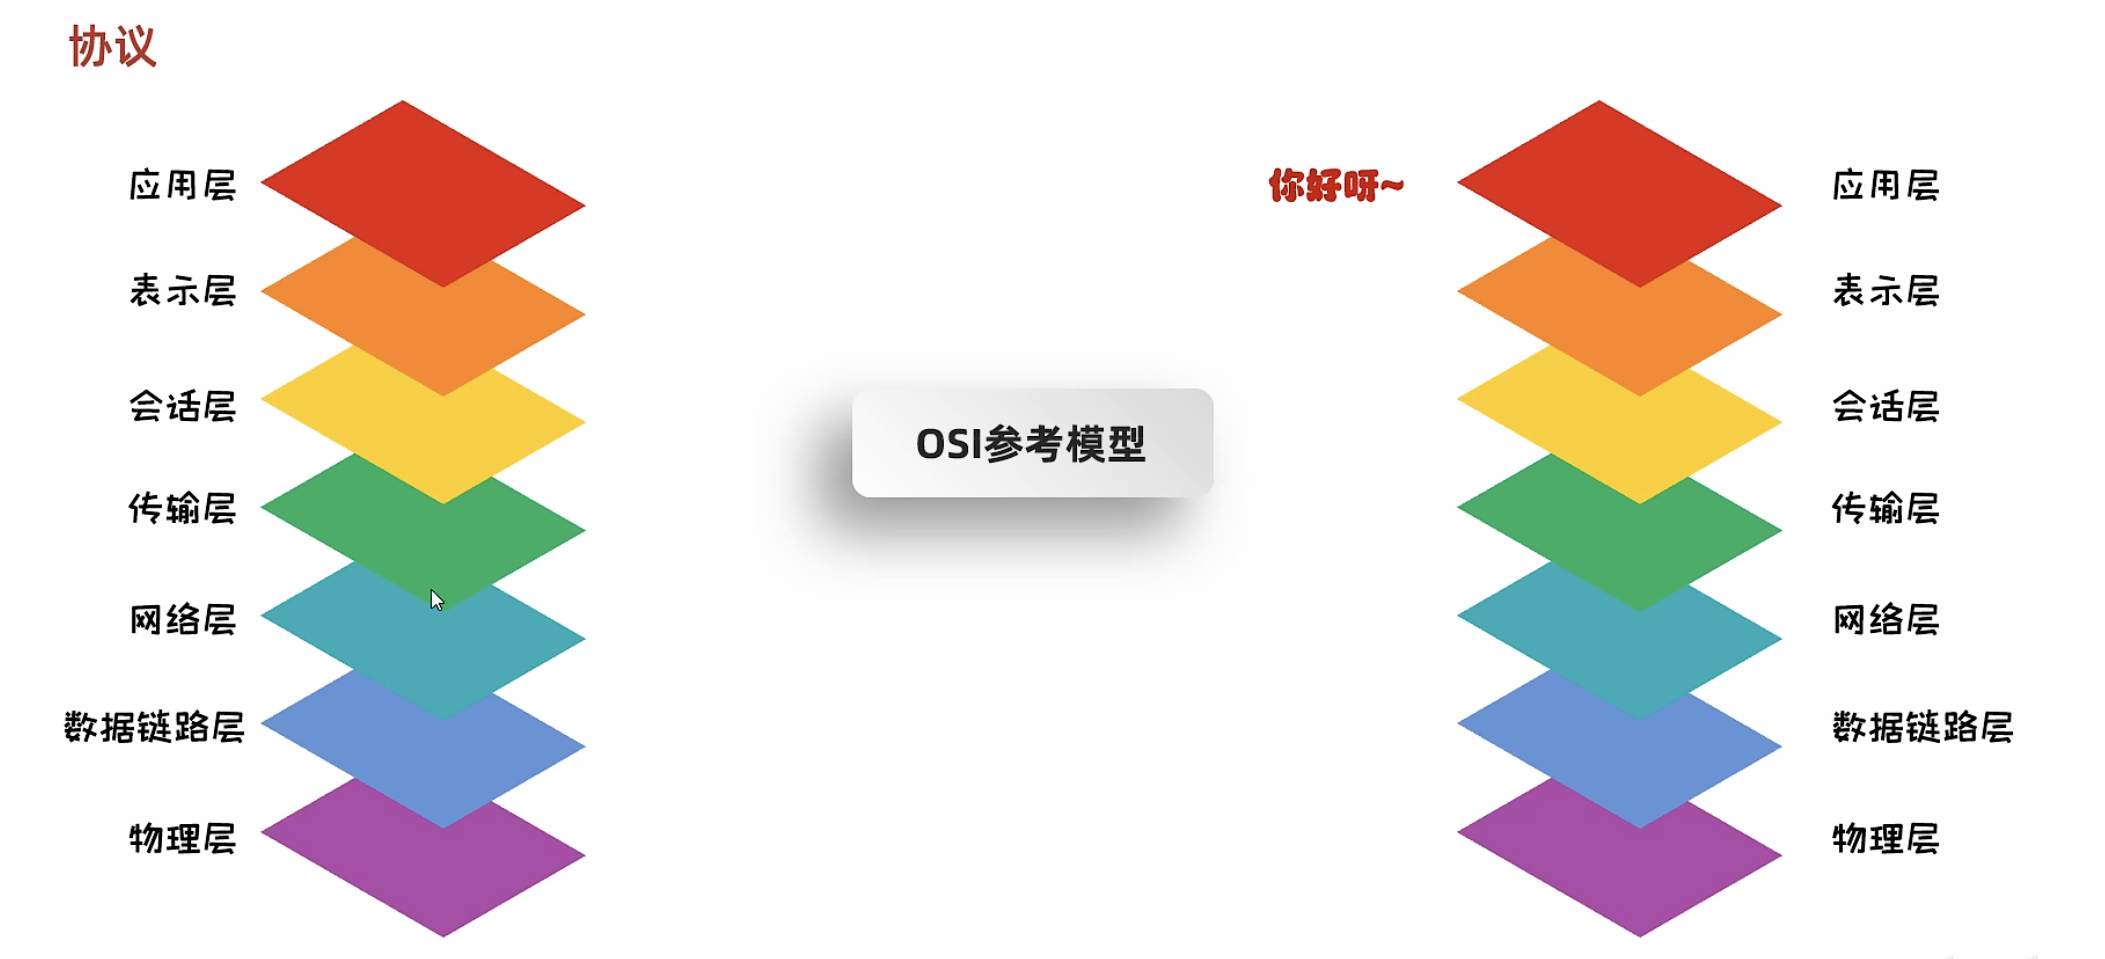 协议
应用层
表示层
会话层
传输层
网络层
数据链路层
物理层
OSI参考模型
你好呀~
应用层
表示层
会话层
传输层
网络层
数据链路层
物理层